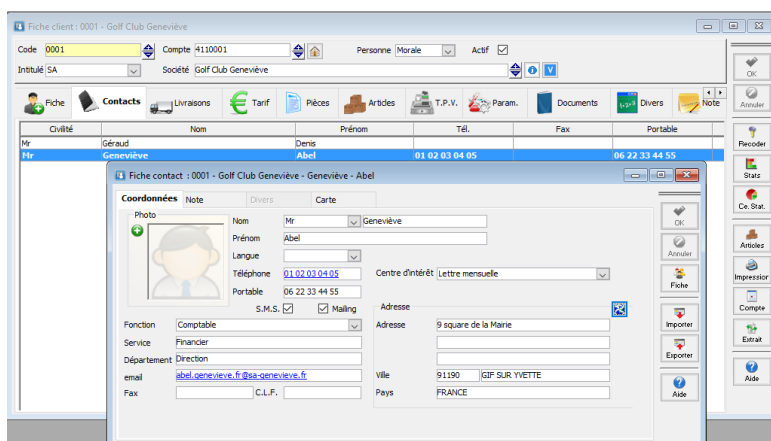 Fiche client : 0001 - Golf Club Geneviève
Code 0001 Compte 4110001 Personne Morale Actif
Intitulé SA Société Golf Club Geneviève V
Fiche Contacts Livraisons Tarif Pièces Articles T.P.V. Param. Documents Divers Note
Civilité Nom Prénom Tél. Fax Portable
Mr Géraud Denis
Mr Geneviève Abel 01 02 03 04 05 06 22 33 44 55
Fiche contact : 0001 - Golf Club Geneviève - Geneviève - Abel
Coordonnées Note Divers Carte
Photo
Nom Mr Geneviève
Prénom Abel
Langue
Téléphone 01 02 03 04 05 Centre d'intérêt Lettre mensuelle
Portable 06 22 33 44 55
S.M.S. Mailing Adresse
Fonction Comptable Adresse 9 square de la Mairie
Service Financier
Département Direction
email abel.genevieve.fr@sa-genevieve.fr Ville 91190 GIF SUR YVETTE
Fax C.L.F. Pays FRANCE
OK
Annuler
Fiche
Importer
Exporter
Aide
OK
Annuler
Recoder
Stats
Ce. Stat.
Articles
Impression
Compte
Extrait
Aide